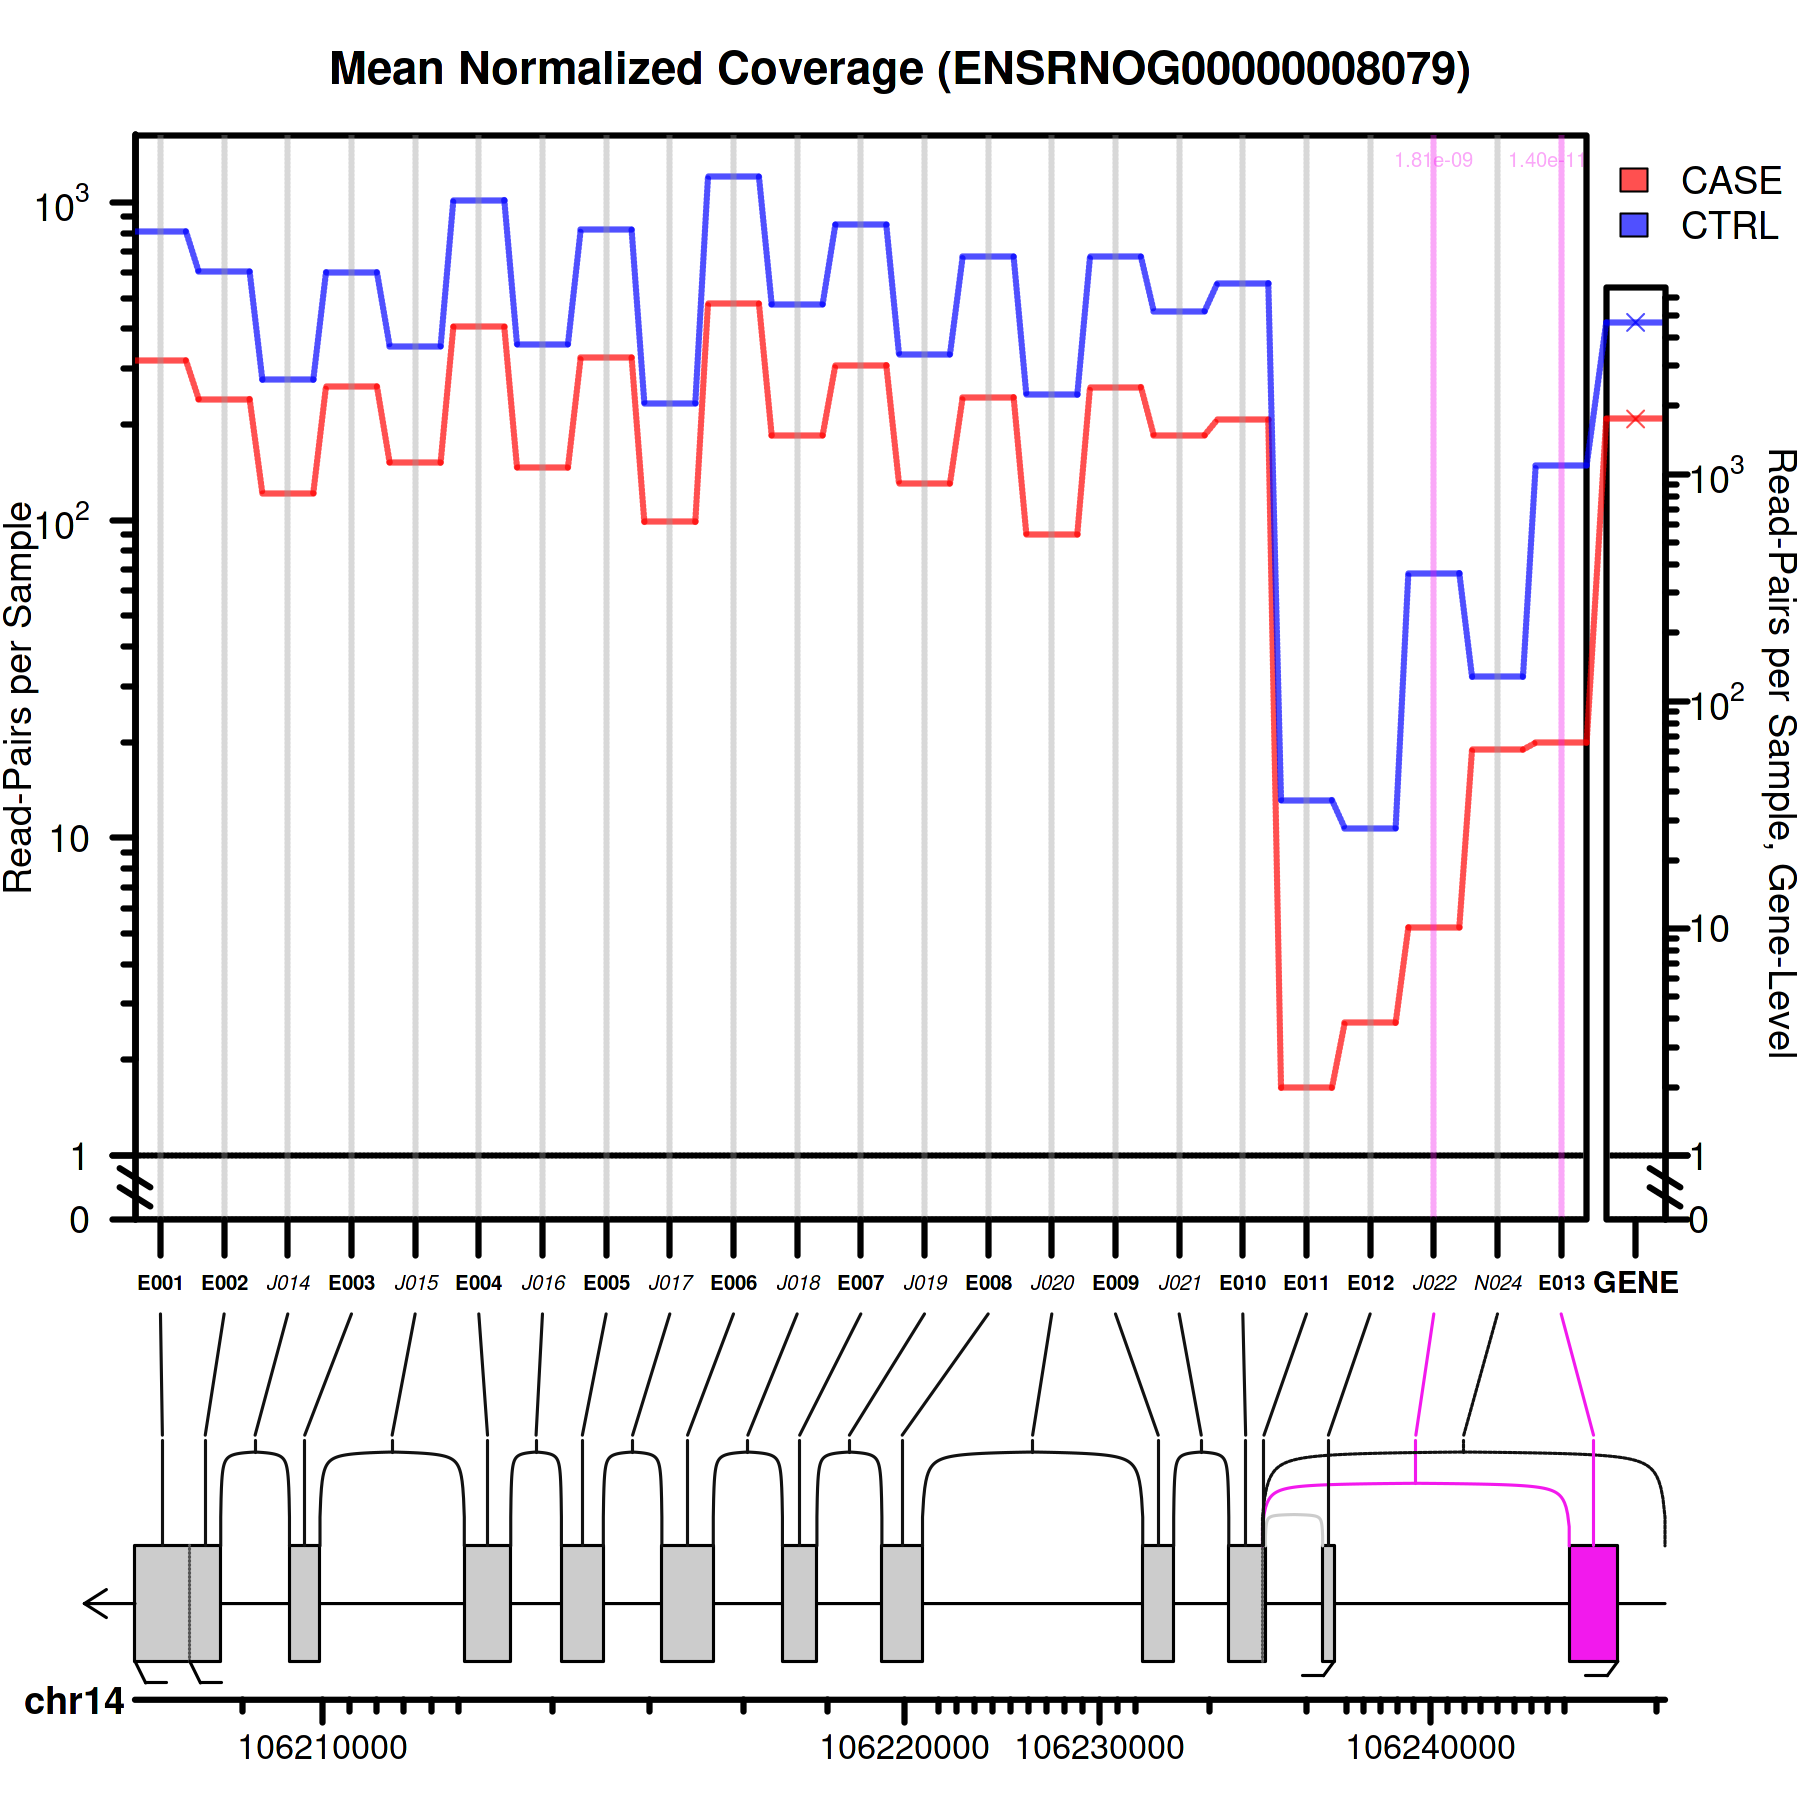 Mean Normalized Coverage (ENSRNOG00000008079)
1.81e-09 1.40e-11
CASE
CTRL
Read-Pairs per Sample
10³
10²
10
1
0
Read-Pairs per Sample, Gene-Level
10³
10²
10
1
0
E001 E002 J014 E003 J015 E004 J016 E005 J017 E006 J018 E007 J019 E008 J020 E009 J021 E010 E011 E012 J022 N024 E013 GENE
chr14
106210000 106220000 106230000 106240000